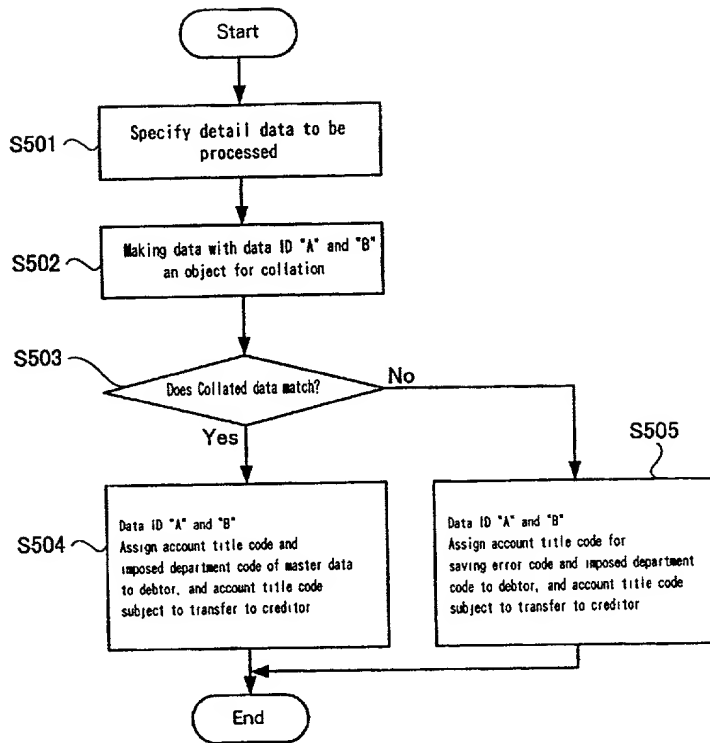 Start
S501
Specify detail data to be
processed
S502
Making data with data ID "A" and "B"
an object for collation
S503
Does Collated data match?
No
Yes
S505
S504
Data ID "A" and "B"
Assign account title code and
imposed department code of master data
to debtor, and account title code
subject to transfer to creditor
Data ID "A" and "B"
Assign account title code for
saving error code and imposed department
code to debtor, and account title code
subject to transfer to creditor
End